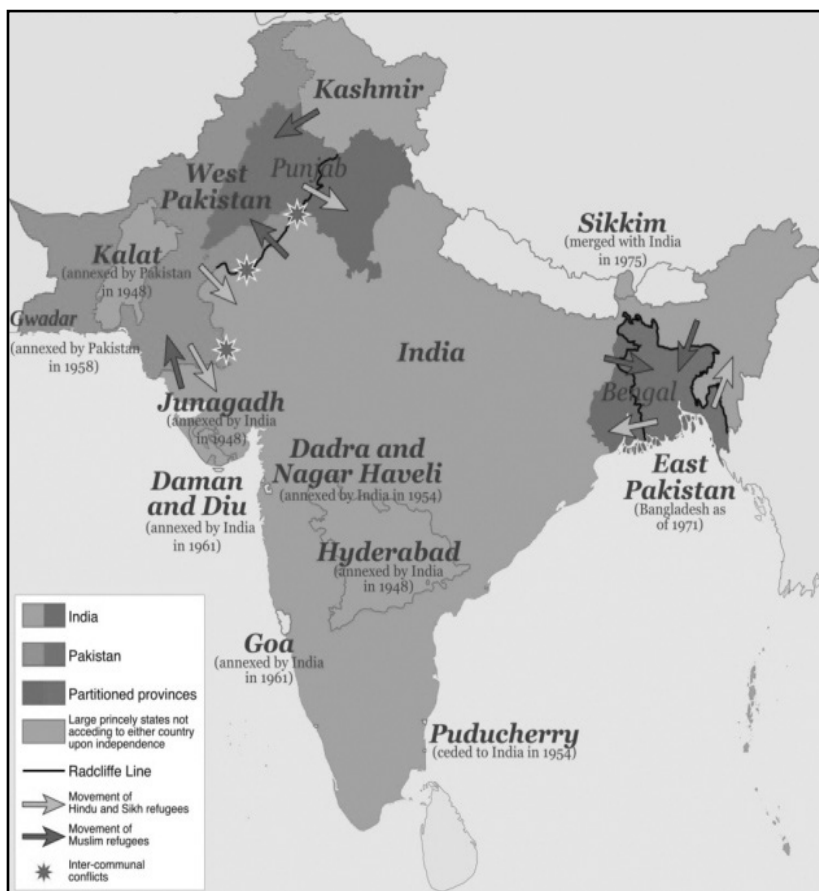 Kashmir
Punjab
West
Pakistan
Sikkim
(merged with India
in 1975)
Kalat
(annexed by Pakistan
in 1948)
Gwadar
(annexed by Pakistan
in 1958)
India
Bengal
Junagadh
(annexed by India
in 1948)
Dadra and
Nagar Haveli
(annexed by India in 1954)
East
Pakistan
(Bangladesh as
of 1971)
Daman
and Diu
(annexed by India
in 1961)
Hyderabad
(annexed by India
in 1948)
Goa
(annexed by India
in 1961)
Puducherry
(ceded to India in 1954)
India
Pakistan
Partitioned provinces
Large princely states not
acceding to either country
upon independence
Radcliffe Line
Movement of
Hindu and Sikh refugees
Movement of
Muslim refugees
Inter-communal
conflicts